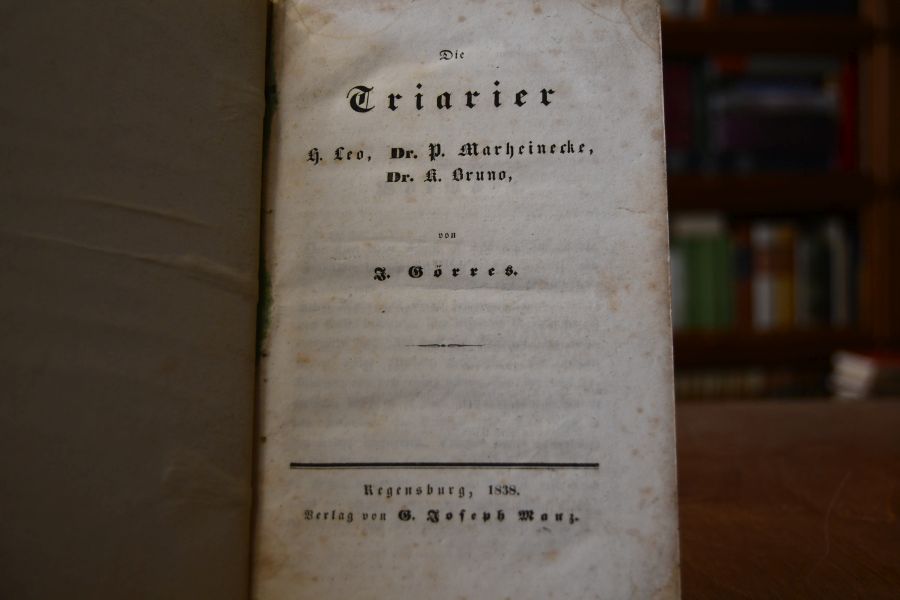 Die
Triarier
H. Leo, Dr. P. Marheinecke,
Dr. K. Bruno,
von
J. Görres.
Regensburg, 1838.
Verlag von G. Joseph Manz.